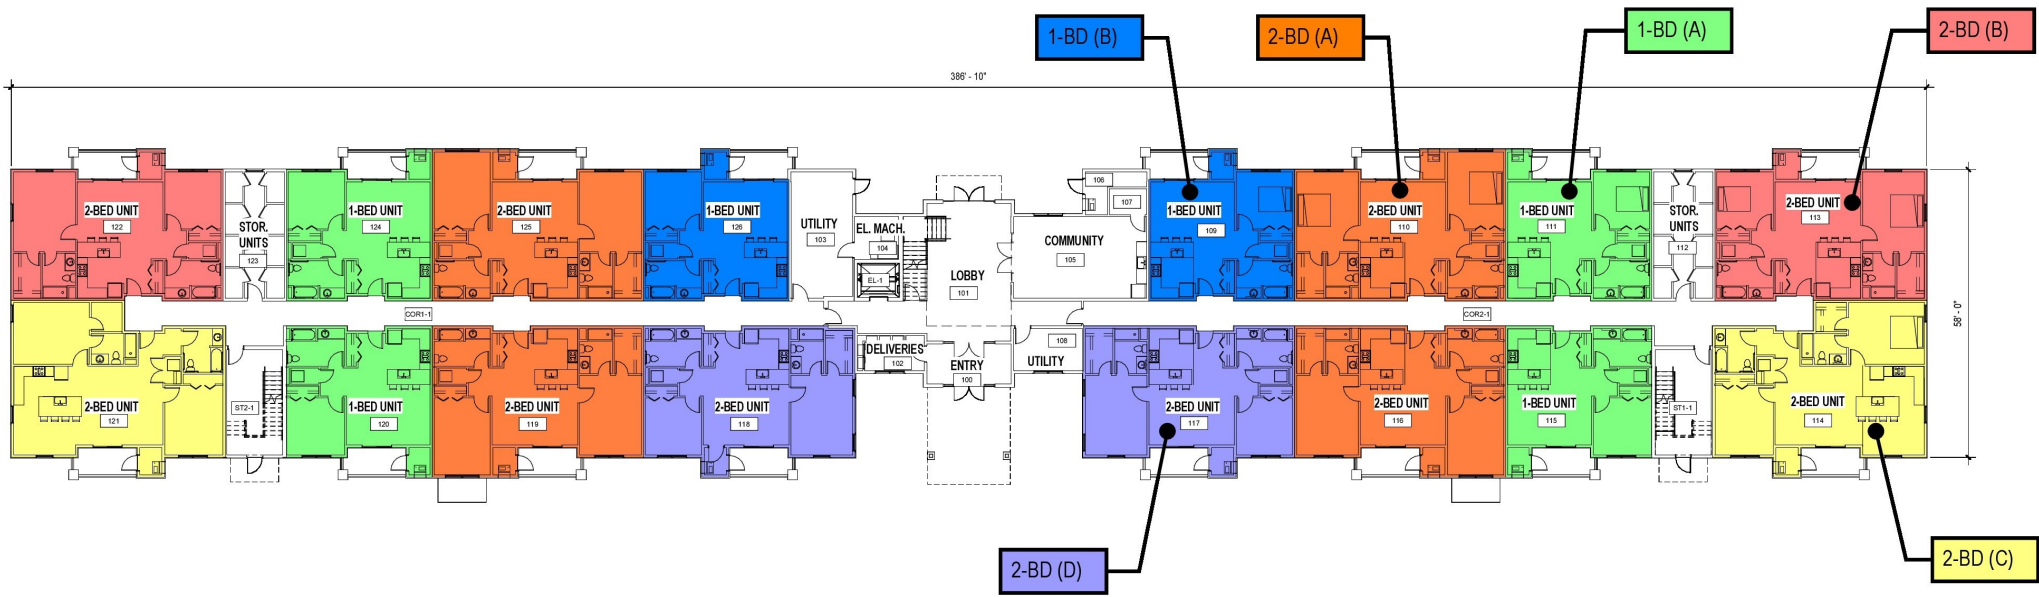 1-BD (B)
2-BD (A)
1-BD (A)
2-BD (B)
386' - 10"
2-BED UNIT
122
STOR.
UNITS
123
1-BED UNIT
124
2-BED UNIT
125
1-BED UNIT
126
UTILITY
103
EL. MACH.
104
EL-1
LOBBY
101
COMMUNITY
105
106
107
1-BED UNIT
109
2-BED UNIT
110
1-BED UNIT
111
STOR.
UNITS
112
2-BED UNIT
113
COR1-1
COR2-1
58' - 0"
2-BED UNIT
121
ST2-1
1-BED UNIT
120
2-BED UNIT
119
2-BED UNIT
118
DELIVERIES
102
ENTRY
100
108
UTILITY
2-BED UNIT
117
2-BED UNIT
116
1-BED UNIT
115
ST1-1
2-BED UNIT
114
2-BD (D)
2-BD (C)